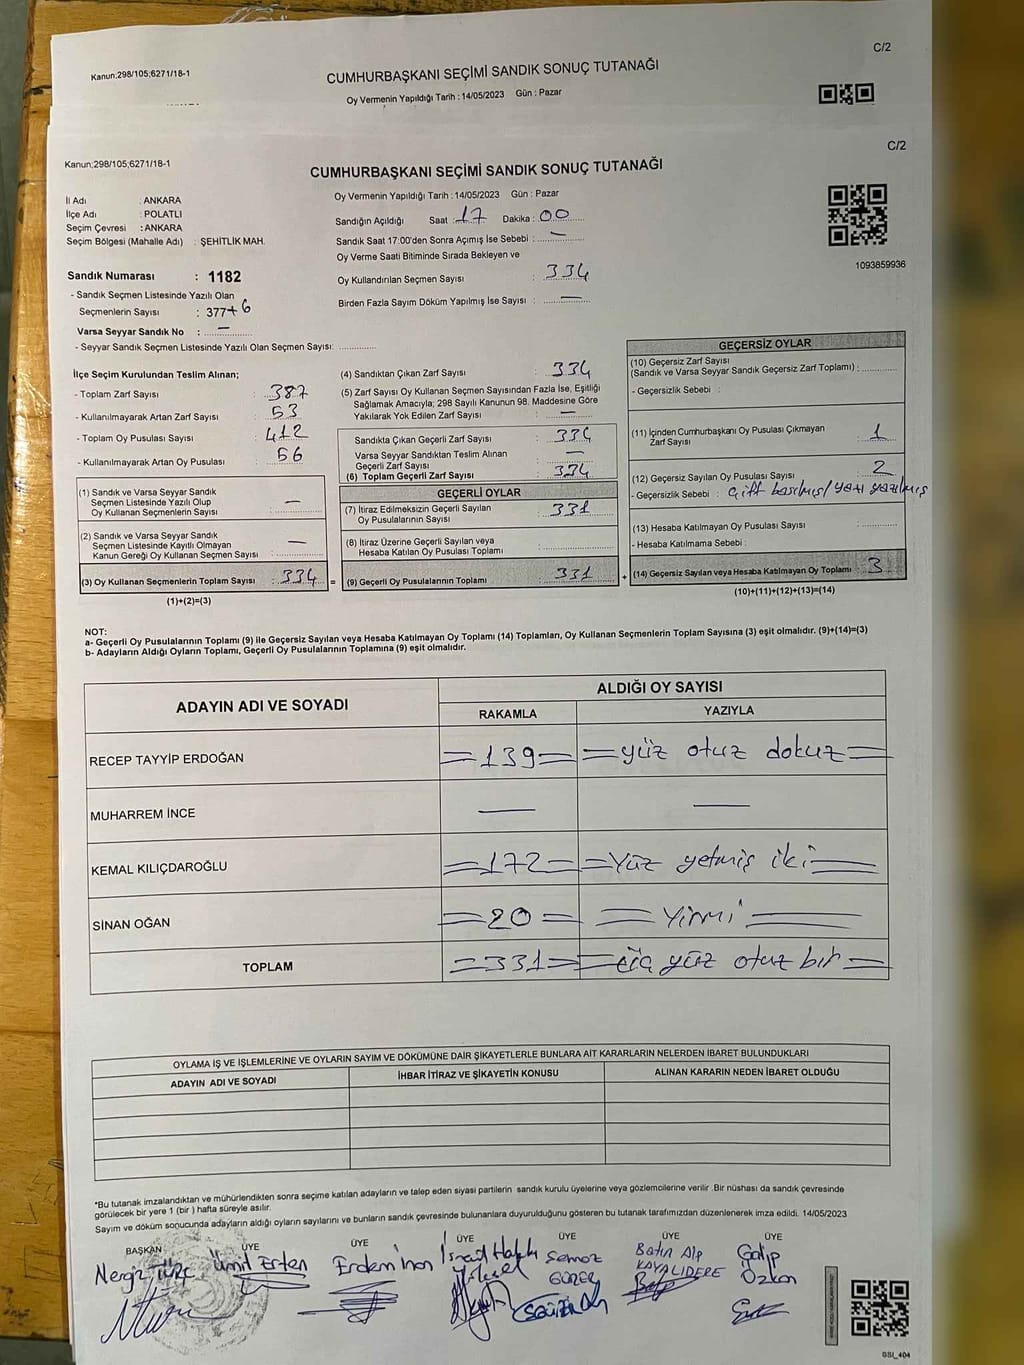 C/2
Kanun:298/105;6271/18-1
CUMHURBAŞKANI SEÇİMİ SANDIK SONUÇ TUTANAĞI
Oy Vermenin Yapıldığı Tarih : 14/05/2023 Gün : Pazar
C/2
Kanun:298/105;6271/18-1
CUMHURBAŞKANI SEÇİMİ SANDIK SONUÇ TUTANAĞI
İl Adı : ANKARA
İlçe Adı : POLATLI
Seçim Çevresi : ANKARA
Seçim Bölgesi (Mahalle Adı) : ŞEHİTLİK MAH.
Oy Vermenin Yapıldığı Tarih : 14/05/2023 Gün : Pazar
Sandığın Açıldığı Saat : 17 Dakika : 00
Sandık Saat 17:00'den Sonra Açımış İse Sebebi : —
Oy Verme Saati Bitiminde Sırada Bekleyen ve
Oy Kullandırılan Seçmen Sayısı : 334
Birden Fazla Sayım Döküm Yapılmış İse Sayısı : —
1093859936
Sandık Numarası : 1182
- Sandık Seçmen Listesinde Yazılı Olan
Seçmenlerin Sayısı : 377+6
Varsa Seyyar Sandık No : —
- Seyyar Sandık Seçmen Listesinde Yazılı Olan Seçmen Sayısı:
İlçe Seçim Kurulundan Teslim Alınan;
- Toplam Zarf Sayısı : 387
- Kullanılmayarak Artan Zarf Sayısı : 53
- Toplam Oy Pusulası Sayısı : 412
- Kullanılmayarak Artan Oy Pusulası : 56
(1) Sandık ve Varsa Seyyar Sandık
Seçmen Listesinde Yazılı Olup
Oy Kullanan Seçmenlerin Sayısı : —
(2) Sandık ve Varsa Seyyar Sandık
Seçmen Listesinde Kayıtlı Olmayan
Kanun Gereği Oy Kullanan Seçmen Sayısı : —
(3) Oy Kullanan Seçmenlerin Toplam Sayısı : 334 =
(1)+(2)=(3)
(4) Sandıktan Çıkan Zarf Sayısı : 334
(5) Zarf Sayısı Oy Kullanan Seçmen Sayısından Fazla İse, Eşitliği
Sağlamak Amacıyla; 298 Sayılı Kanunun 98. Maddesine Göre
Yakılarak Yok Edilen Zarf Sayısı : —
Sandıkta Çıkan Geçerli Zarf Sayısı : 334
Varsa Seyyar Sandıktan Teslim Alınan
Geçerli Zarf Sayısı : —
(6) Toplam Geçerli Zarf Sayısı : 334
GEÇERLİ OYLAR
(7) İtiraz Edilmeksizin Geçerli Sayılan
Oy Pusulalarının Sayısı : 331
(8) İtiraz Üzerine Geçerli Sayılan veya
Hesaba Katılan Oy Pusulası Toplamı :
(9) Geçerli Oy Pusulalarının Toplamı : 331 +
GEÇERSİZ OYLAR
(10) Geçersiz Zarf Sayısı
(Sandık ve Varsa Seyyar Sandık Geçersiz Zarf Toplamı) :
- Geçersizlik Sebebi :
(11) İçinden Cumhurbaşkanı Oy Pusulası Çıkmayan
Zarf Sayısı : 1
(12) Geçersiz Sayılan Oy Pusulası Sayısı : 2
- Geçersizlik Sebebi : Çift basılmış/yazı yazılmış
(13) Hesaba Katılmayan Oy Pusulası Sayısı :
- Hesaba Katılmama Sebebi :
(14) Geçersiz Sayılan veya Hesaba Katılmayan Oy Toplamı : 3
(10)+(11)+(12)+(13)=(14)
NOT:
a- Geçerli Oy Pusulalarının Toplamı (9) ile Geçersiz Sayılan veya Hesaba Katılmayan Oy Toplamı (14) Toplamları, Oy Kullanan Seçmenlerin Toplam Sayısına (3) eşit olmalıdır. (9)+(14)=(3)
b- Adayların Aldığı Oyların Toplamı, Geçerli Oy Pusulalarının Toplamına (9) eşit olmalıdır.
ADAYIN ADI VE SOYADI
ALDIĞI OY SAYISI
RAKAMLA YAZIYLA
RECEP TAYYİP ERDOĞAN =139= =yüz otuz dokuz=
MUHARREM İNCE — —
KEMAL KILIÇDAROĞLU =172= =Yüz yetmiş iki=
SİNAN OĞAN =20= =Yirmi=
TOPLAM =331= =üç yüz otuz bir=
OYLAMA İŞ VE İŞLEMLERİNE VE OYLARIN SAYIM VE DÖKÜMÜNE DAİR ŞİKAYETLERLE BUNLARA AİT KARARLARIN NELERDEN İBARET BULUNDUKLARI
ADAYIN ADI VE SOYADI İHBAR İTİRAZ VE ŞİKAYETİN KONUSU ALINAN KARARIN NEDEN İBARET OLDUĞU
*Bu tutanak imzalandıktan ve mühürlendikten sonra seçime katılan adayların ve talep eden siyasi partilerin sandık kurulu üyelerine veya gözlemcilerine verilir .Bir nüshası da sandık çevresinde
görülecek bir yere 1 (bir ) hafta süreyle asılır.
Sayım ve döküm sonucunda adayların aldığı oyların sayılarını ve bunların sandık çevresinde bulunanlara duyurulduğunu gösteren bu tutanak tarafımızdan düzenlenerek imza edildi. 14/05/2023
BAŞKAN ÜYE ÜYE ÜYE ÜYE ÜYE ÜYE
Nergiz Ümit Erten Erdem İnan İsmail Hakkı Semoz Batın Alp Galip
GÜREL KAYALIDERE Özkan
BSI_404